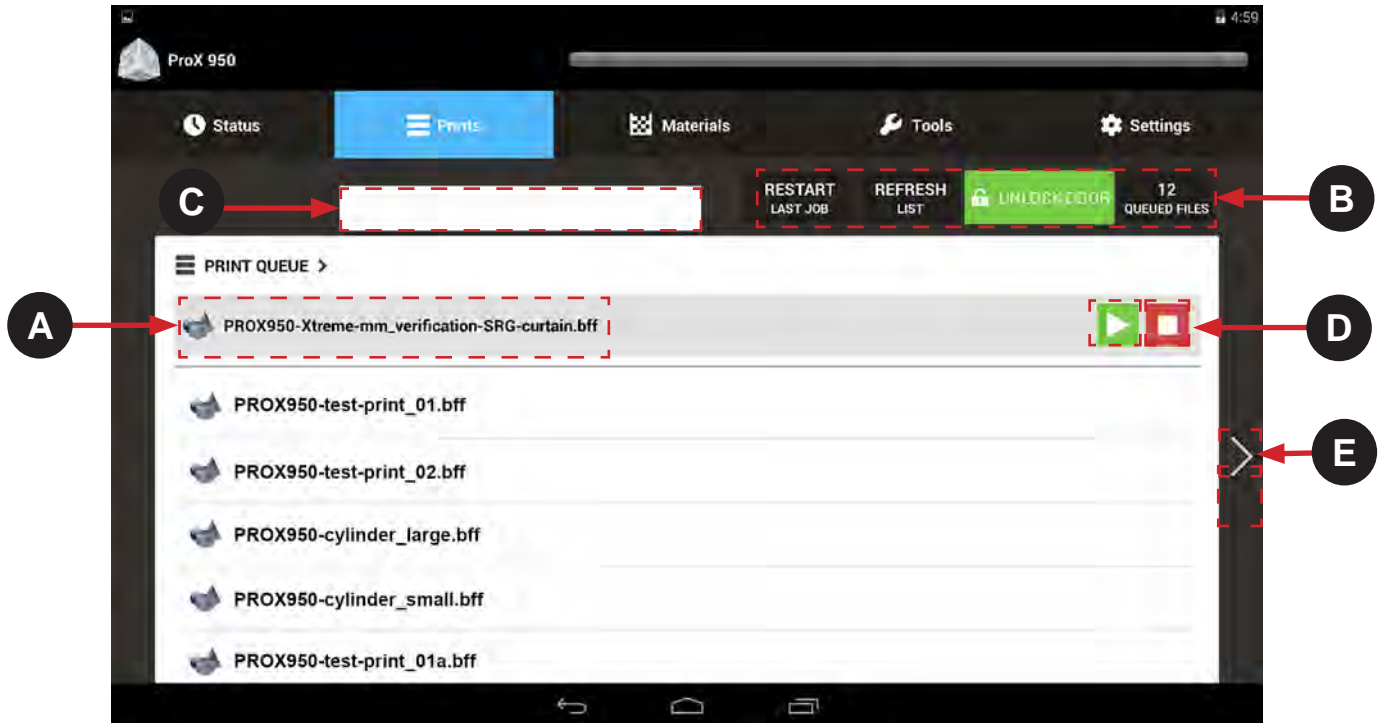 4:59
ProX 950
Status Prints Materials Tools Settings
C
RESTART LAST JOB
REFRESH LIST
UNLOCK DOOR
12 QUEUED FILES
B
PRINT QUEUE >
A
PROX950-Xtreme-mm_verification-SRG-curtain.bff
D
PROX950-test-print_01.bff
E
PROX950-test-print_02.bff
PROX950-cylinder_large.bff
PROX950-cylinder_small.bff
PROX950-test-print_01a.bff